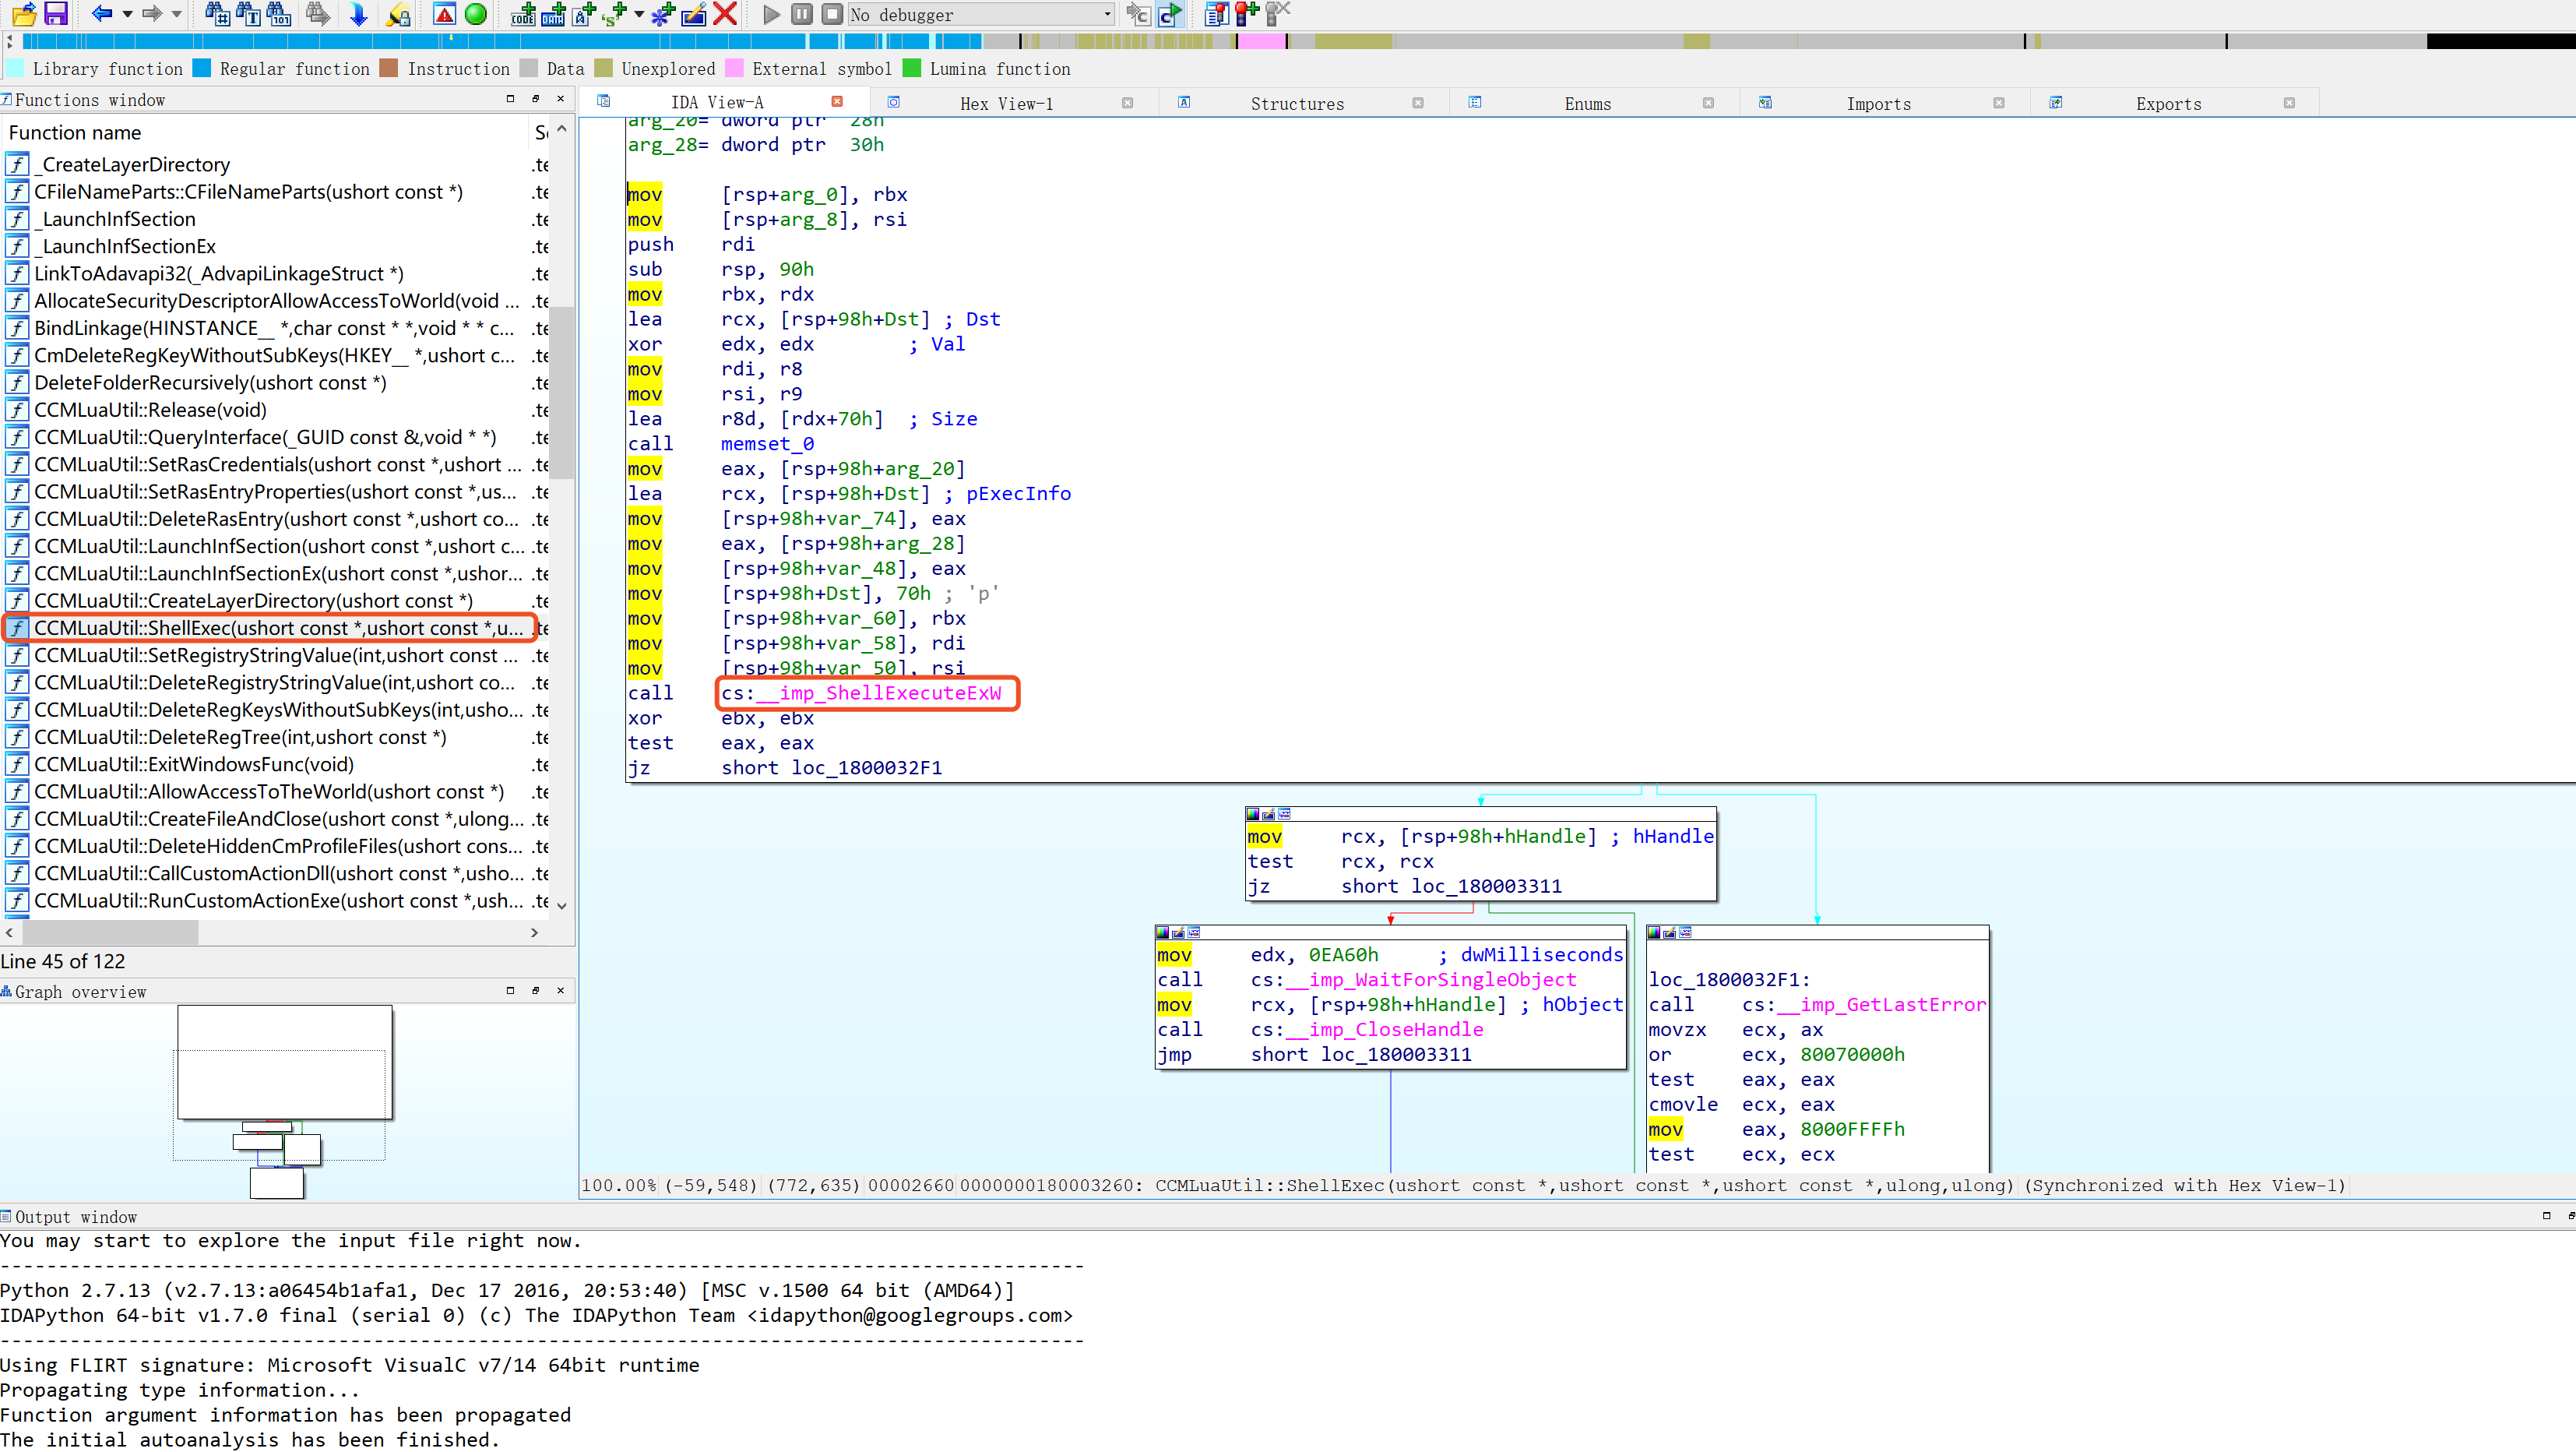 No debugger
Library function Regular function Instruction Data Unexplored External symbol Lumina function
Functions window
Function name
_CreateLayerDirectory .te
CFileNameParts::CFileNameParts(ushort const *) .te
_LaunchInfSection .te
_LaunchInfSectionEx .te
LinkToAdavapi32(_AdvapiLinkageStruct *) .te
AllocateSecurityDescriptorAllowAccessToWorld(void ... .te
BindLinkage(HINSTANCE__ *,char const * *,void * * c... .te
CmDeleteRegKeyWithoutSubKeys(HKEY__ *,ushort c... .te
DeleteFolderRecursively(ushort const *) .te
CCMLuaUtil::Release(void) .te
CCMLuaUtil::QueryInterface(_GUID const &,void * *) .te
CCMLuaUtil::SetRasCredentials(ushort const *,ushort ... .te
CCMLuaUtil::SetRasEntryProperties(ushort const *,us... .te
CCMLuaUtil::DeleteRasEntry(ushort const *,ushort co... .te
CCMLuaUtil::LaunchInfSection(ushort const *,ushort c... .te
CCMLuaUtil::LaunchInfSectionEx(ushort const *,ushor... .te
CCMLuaUtil::CreateLayerDirectory(ushort const *) .te
CCMLuaUtil::ShellExec(ushort const *,ushort const *,u... .te
CCMLuaUtil::SetRegistryStringValue(int,ushort const ... .te
CCMLuaUtil::DeleteRegistryStringValue(int,ushort co... .te
CCMLuaUtil::DeleteRegKeysWithoutSubKeys(int,usho... .te
CCMLuaUtil::DeleteRegTree(int,ushort const *) .te
CCMLuaUtil::ExitWindowsFunc(void) .te
CCMLuaUtil::AllowAccessToTheWorld(ushort const *) .te
CCMLuaUtil::CreateFileAndClose(ushort const *,ulong... .te
CCMLuaUtil::DeleteHiddenCmProfileFiles(ushort cons... .te
CCMLuaUtil::CallCustomActionDll(ushort const *,usho... .te
CCMLuaUtil::RunCustomActionExe(ushort const *,ush... .te
Line 45 of 122
Graph overview
IDA View-A Hex View-1 Structures Enums Imports Exports
arg_20= dword ptr 28h
arg_28= dword ptr 30h
mov [rsp+arg_0], rbx
mov [rsp+arg_8], rsi
push rdi
sub rsp, 90h
mov rbx, rdx
lea rcx, [rsp+98h+Dst] ; Dst
xor edx, edx ; Val
mov rdi, r8
mov rsi, r9
lea r8d, [rdx+70h] ; Size
call memset_0
mov eax, [rsp+98h+arg_20]
lea rcx, [rsp+98h+Dst] ; pExecInfo
mov [rsp+98h+var_74], eax
mov eax, [rsp+98h+arg_28]
mov [rsp+98h+var_48], eax
mov [rsp+98h+Dst], 70h ; 'p'
mov [rsp+98h+var_60], rbx
mov [rsp+98h+var_58], rdi
mov [rsp+98h+var_50], rsi
call cs:__imp_ShellExecuteExW
xor ebx, ebx
test eax, eax
jz short loc_1800032F1
mov rcx, [rsp+98h+hHandle] ; hHandle
test rcx, rcx
jz short loc_180003311
mov edx, 0EA60h ; dwMilliseconds
call cs:__imp_WaitForSingleObject
mov rcx, [rsp+98h+hHandle] ; hObject
call cs:__imp_CloseHandle
jmp short loc_180003311
loc_1800032F1:
call cs:__imp_GetLastError
movzx ecx, ax
or ecx, 80070000h
test eax, eax
cmovle ecx, eax
mov eax, 8000FFFFh
test ecx, ecx
100.00% (-59,548) (772,635) 00002660 0000000180003260: CCMLuaUtil::ShellExec(ushort const *,ushort const *,ushort const *,ulong,ulong) (Synchronized with Hex View-1)
Output window
You may start to explore the input file right now.
---------------------------------------------------------------------------------------------
Python 2.7.13 (v2.7.13:a06454b1afa1, Dec 17 2016, 20:53:40) [MSC v.1500 64 bit (AMD64)]
IDAPython 64-bit v1.7.0 final (serial 0) (c) The IDAPython Team <idapython@googlegroups.com>
---------------------------------------------------------------------------------------------
Using FLIRT signature: Microsoft VisualC v7/14 64bit runtime
Propagating type information...
Function argument information has been propagated
The initial autoanalysis has been finished.